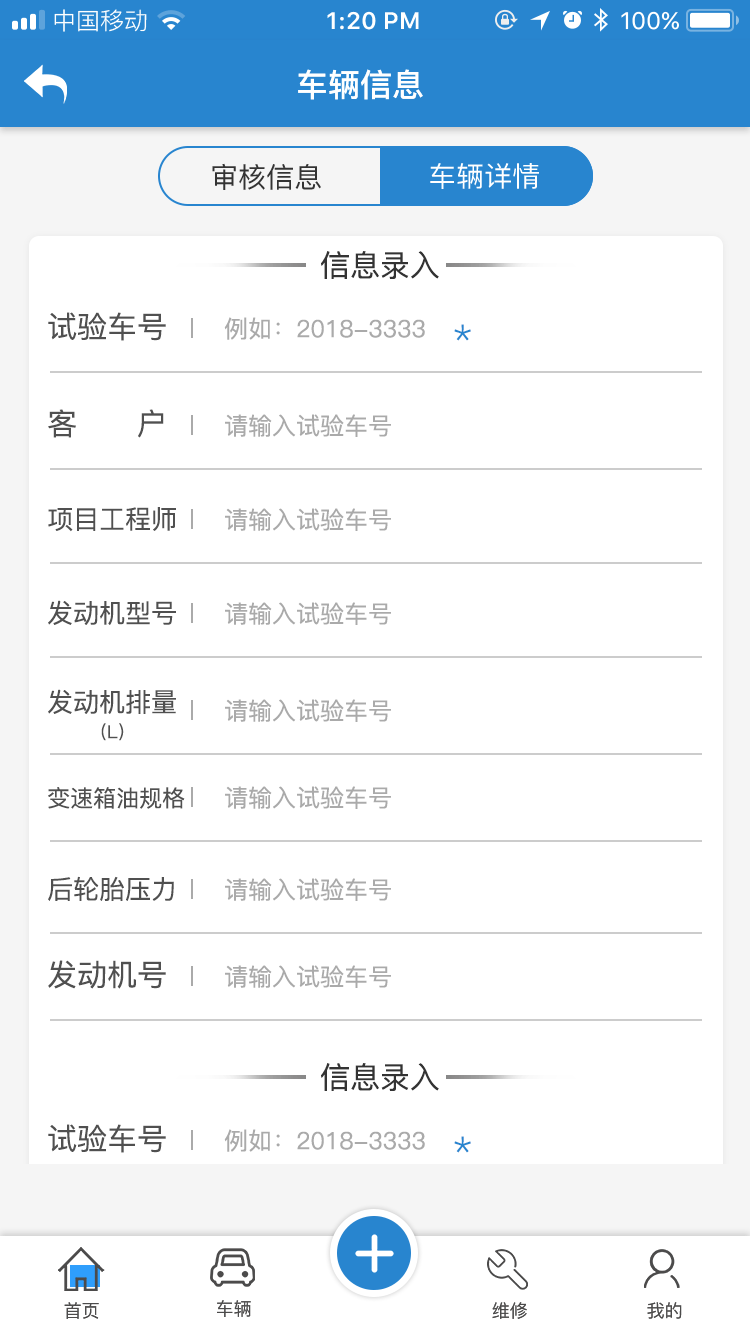 中国移动 1:20 PM 100%
车辆信息
审核信息 车辆详情
信息录入
试验车号 例如：2018-3333 *
客 户 请输入试验车号
项目工程师 请输入试验车号
发动机型号 请输入试验车号
发动机排量 请输入试验车号
(L)
变速箱油规格 请输入试验车号
后轮胎压力 请输入试验车号
发动机号 请输入试验车号
信息录入
试验车号 例如：2018-3333 *
首页 车辆 维修 我的